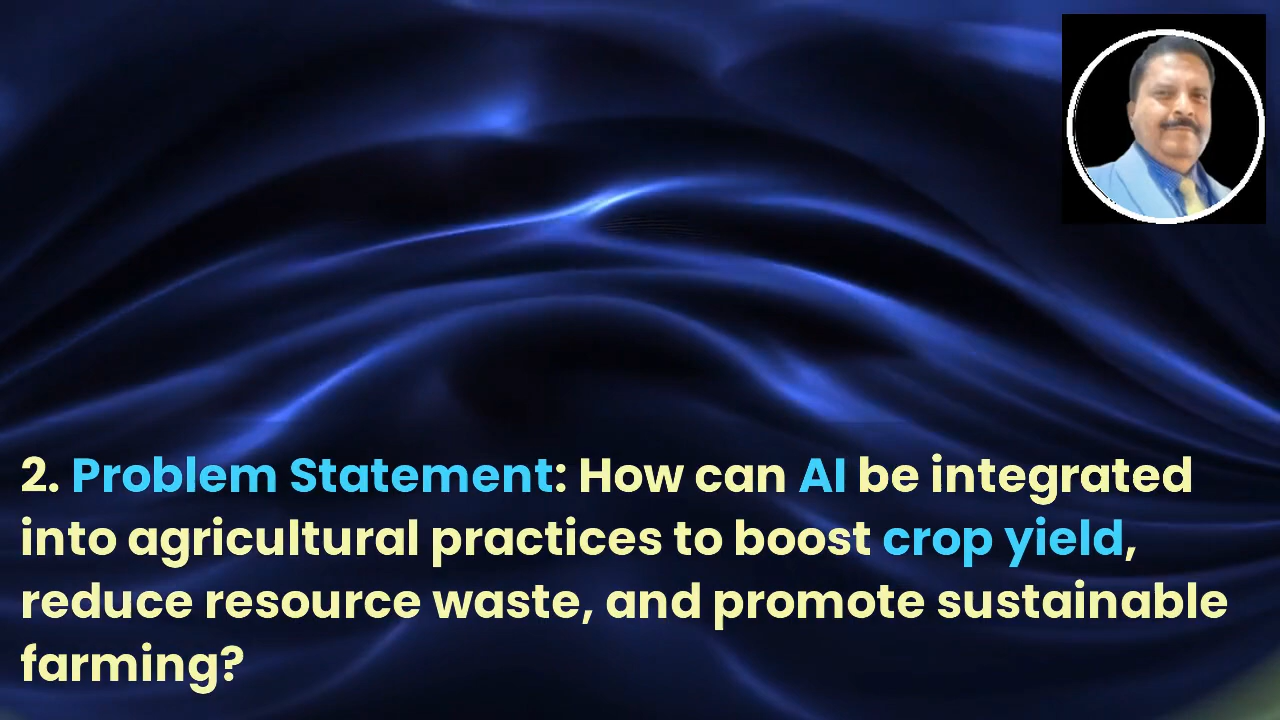 2. Problem Statement: How can AI be integrated
into agricultural practices to boost crop yield,
reduce resource waste, and promote sustainable
farming?